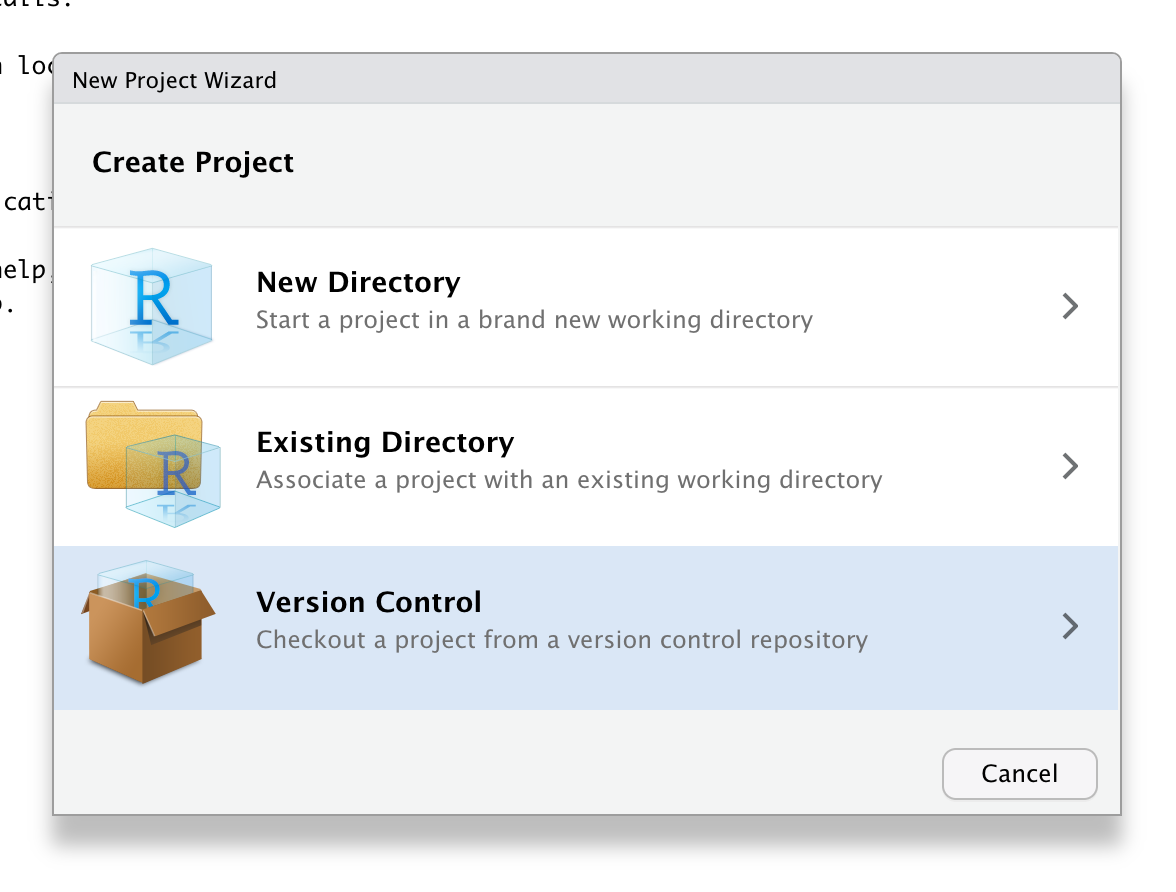 New Project Wizard
Create Project
R
New Directory
Start a project in a brand new working directory
R
Existing Directory
Associate a project with an existing working directory
R
Version Control
Checkout a project from a version control repository
Cancel